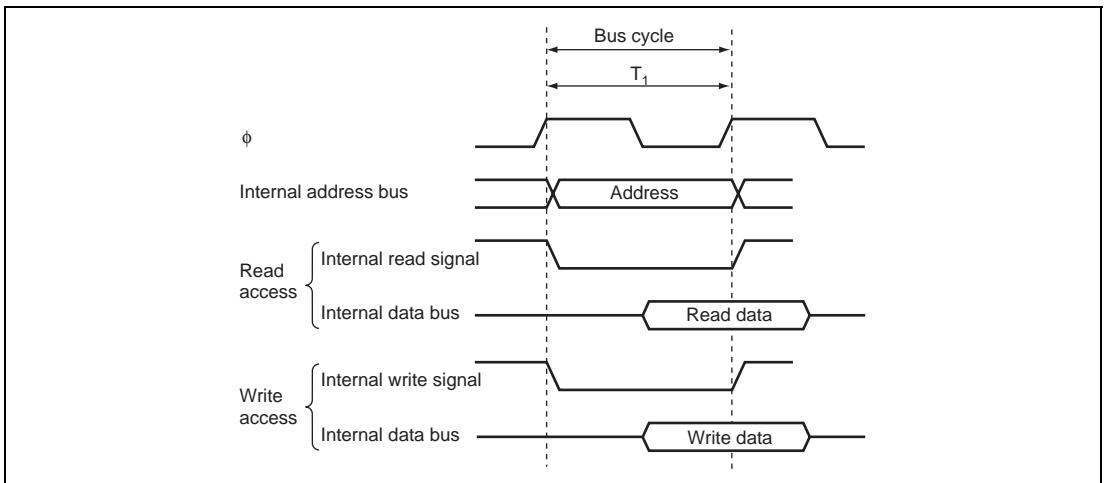 Bus cycle
T1
ϕ
Internal address bus
Address
Read access
Internal read signal
Internal data bus
Read data
Write access
Internal write signal
Internal data bus
Write data